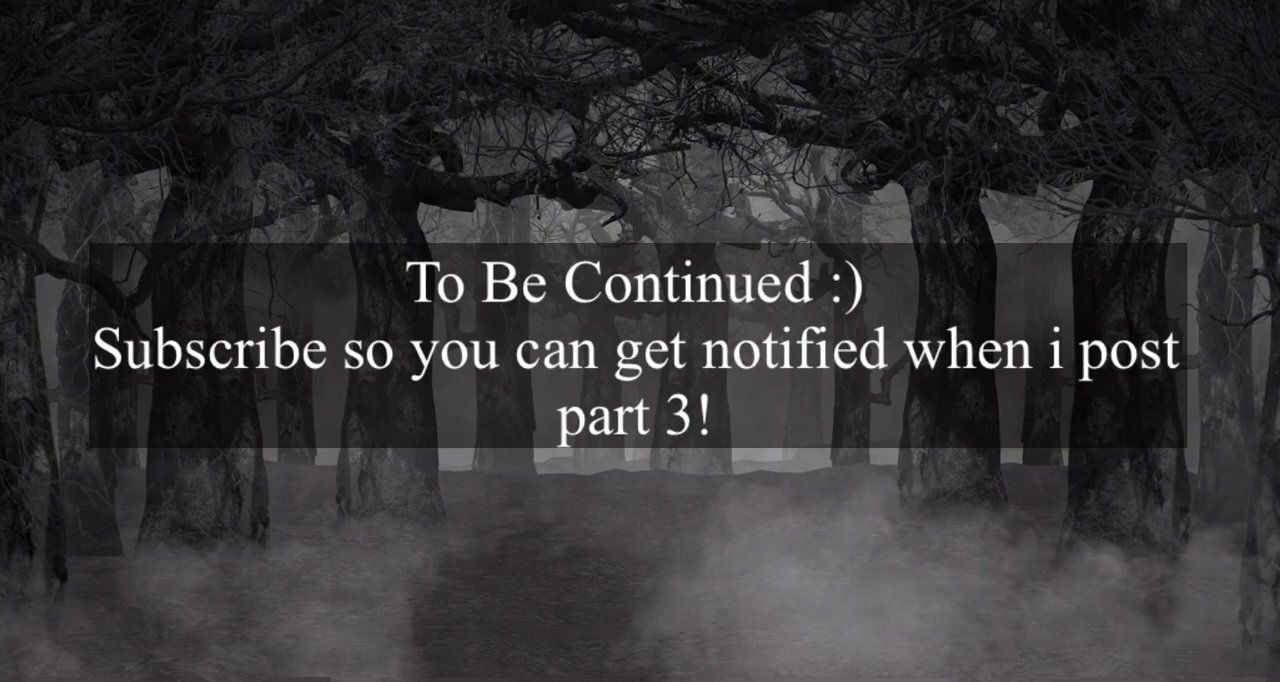 To Be Continued :)
Subscribe so you can get notified when i post
part 3!